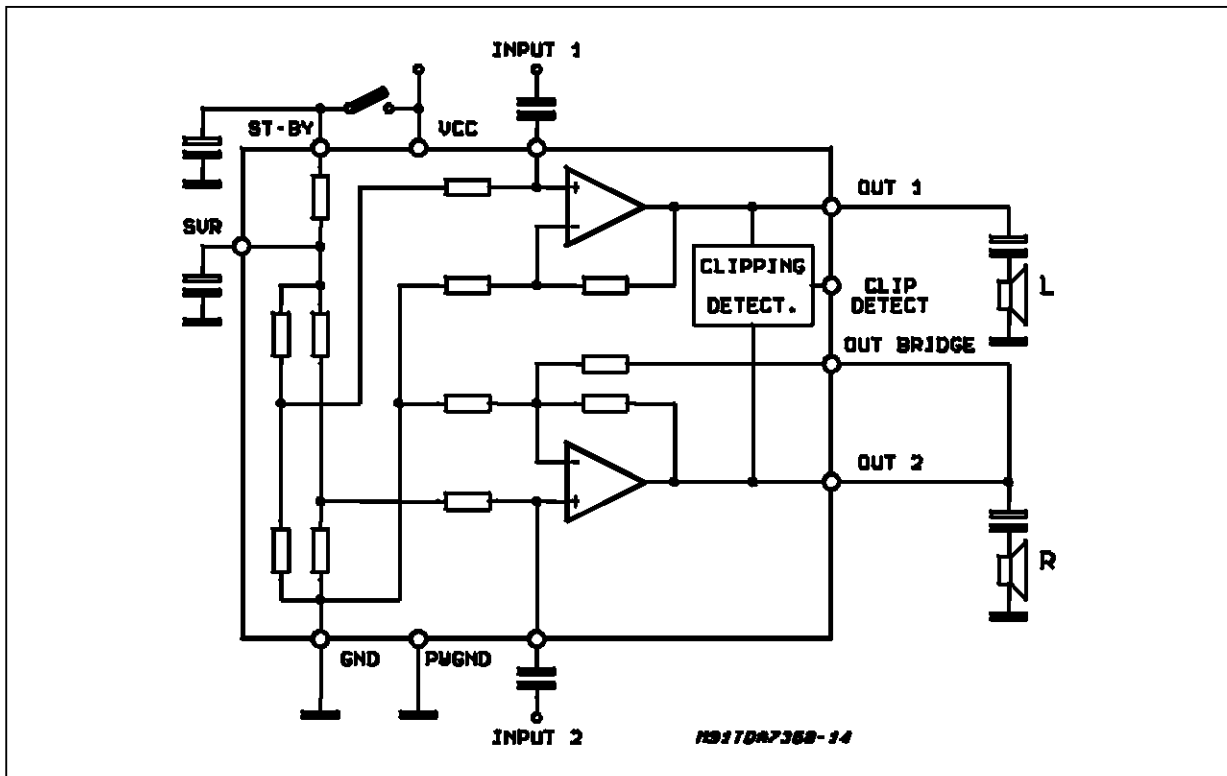 INPUT 1
ST-BY
VCC
OUT 1
SVR
+
-
CLIPPING
DETECT.
CLIP
DETECT
L
OUT BRIDGE
OUT 2
-
+
R
GND
PWGND
INPUT 2
M91TDA7360-14